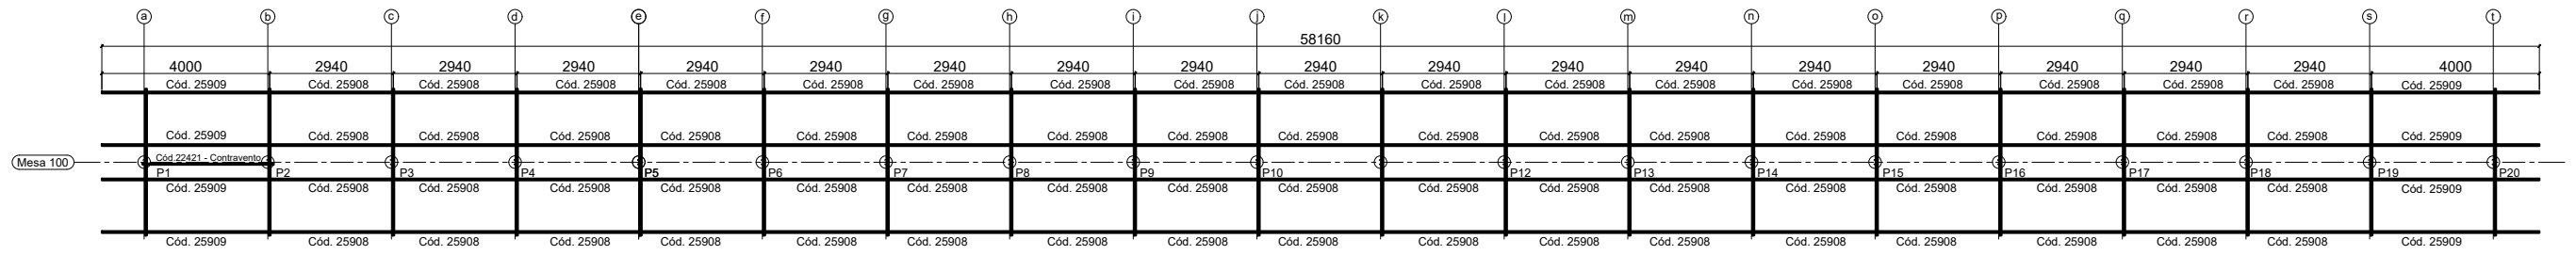 a b c d e f g h i j k l m n o p q r s t
58160
4000 2940 2940 2940 2940 2940 2940 2940 2940 2940 2940 2940 2940 2940 2940 2940 2940 2940 4000
Cód. 25909 Cód. 25908 Cód. 25908 Cód. 25908 Cód. 25908 Cód. 25908 Cód. 25908 Cód. 25908 Cód. 25908 Cód. 25908 Cód. 25908 Cód. 25908 Cód. 25908 Cód. 25908 Cód. 25908 Cód. 25908 Cód. 25908 Cód. 25908 Cód. 25909
Cód. 25909 Cód. 25908 Cód. 25908 Cód. 25908 Cód. 25908 Cód. 25908 Cód. 25908 Cód. 25908 Cód. 25908 Cód. 25908 Cód. 25908 Cód. 25908 Cód. 25908 Cód. 25908 Cód. 25908 Cód. 25908 Cód. 25908 Cód. 25908 Cód. 25909
Mesa 100 Cód.22421 - Contravento
P1 P2 P3 P4 P5 P6 P7 P8 P9 P10 P12 P13 P14 P15 P16 P17 P18 P19 P20
Cód. 25909 Cód. 25908 Cód. 25908 Cód. 25908 Cód. 25908 Cód. 25908 Cód. 25908 Cód. 25908 Cód. 25908 Cód. 25908 Cód. 25908 Cód. 25908 Cód. 25908 Cód. 25908 Cód. 25908 Cód. 25908 Cód. 25908 Cód. 25908 Cód. 25909
Cód. 25909 Cód. 25908 Cód. 25908 Cód. 25908 Cód. 25908 Cód. 25908 Cód. 25908 Cód. 25908 Cód. 25908 Cód. 25908 Cód. 25908 Cód. 25908 Cód. 25908 Cód. 25908 Cód. 25908 Cód. 25908 Cód. 25908 Cód. 25908 Cód. 25909